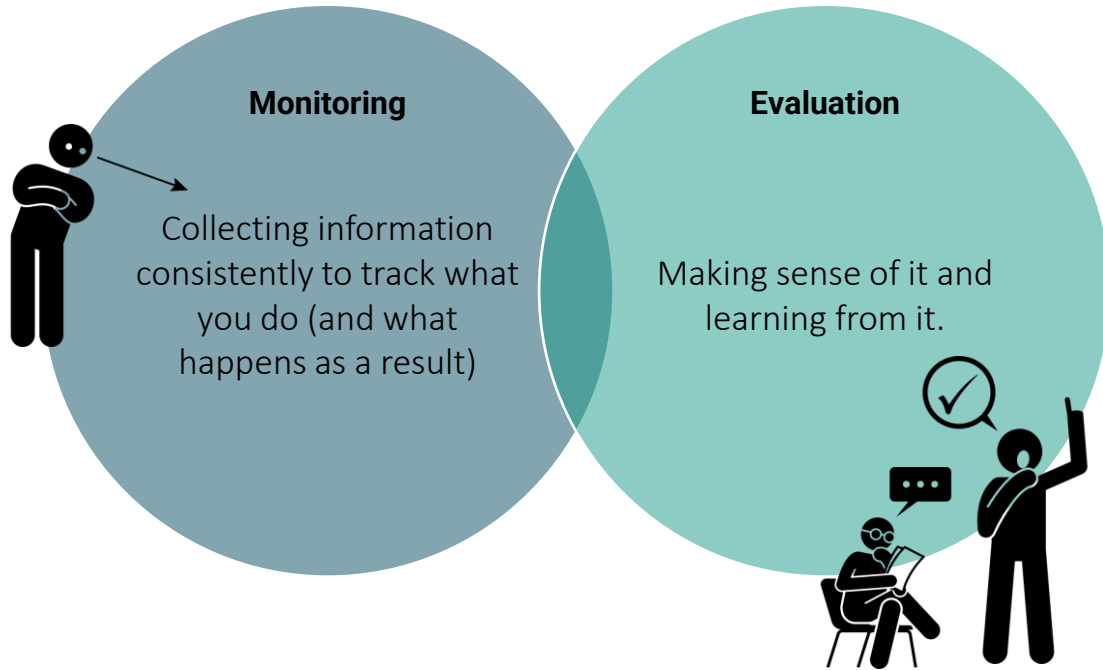 Monitoring
Evaluation
Collecting information
consistently to track what
you do (and what
happens as a result)
Making sense of it and
learning from it.